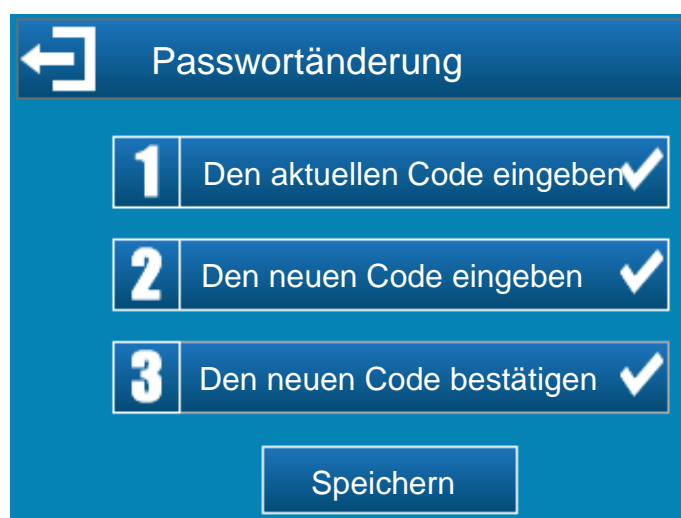 Passwortänderung
1 Den aktuellen Code eingeben
2 Den neuen Code eingeben
3 Den neuen Code bestätigen
Speichern